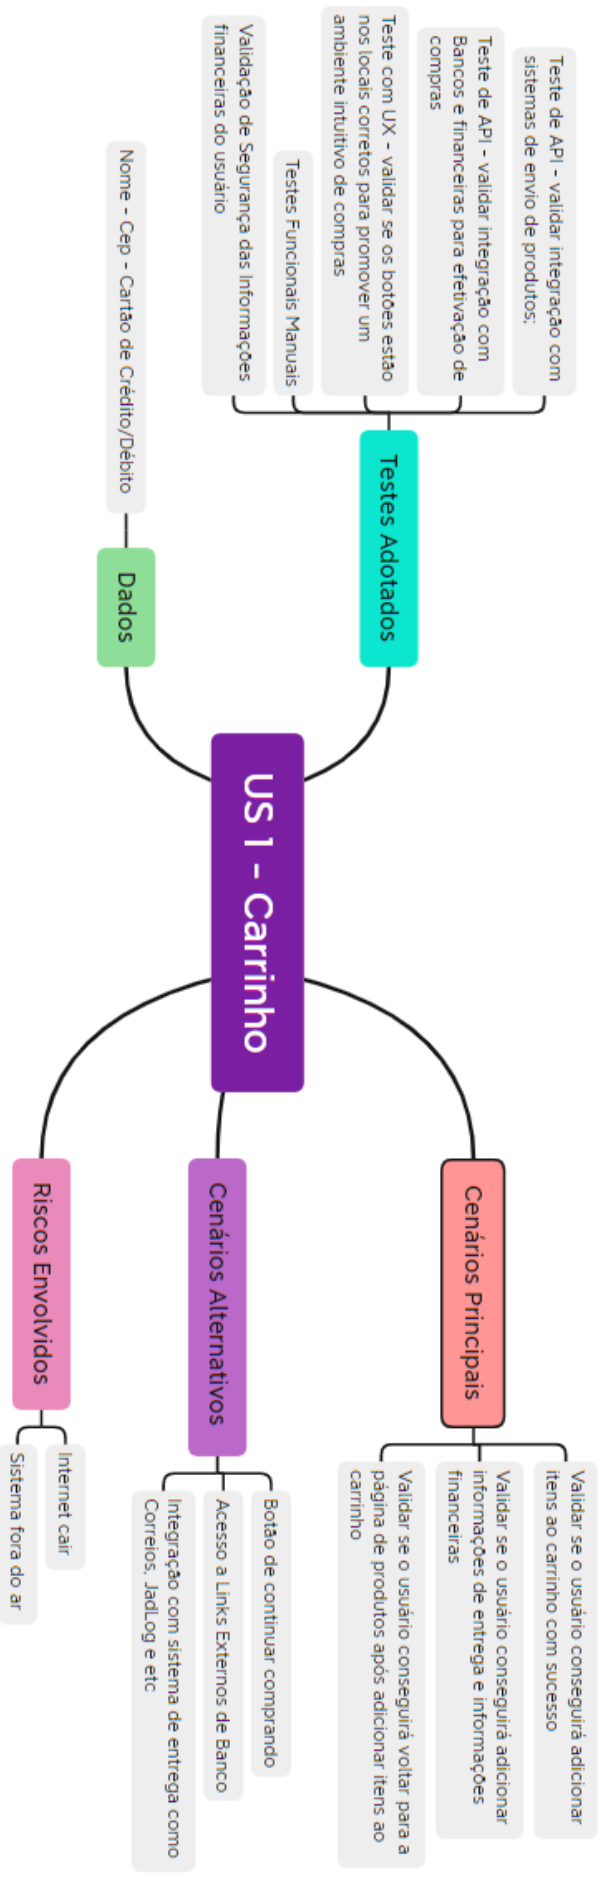 Teste de API - validar integração com
sistemas de envio de produtos;
Teste de API - validar integração com
Bancos e financeiras para efetivação de
compras
Teste com UX - validar se os botões estão
nos locais corretos para promover um
ambiente intuitivo de compras
Testes Funcionais Manuais
Validação de Segurança das Informações
financeiras do usuário
Testes Adotados
Nome - Cep - Cartão de Crédito/Débito
Dados
US 1 - Carrinho
Cenários Principais
Validar se o usuário conseguirá adicionar
itens ao carrinho com sucesso
Validar se o usuário conseguirá adicionar
informações de entrega e informações
financeiras
Validar se o usuário conseguirá voltar para a
página de produtos após adicionar itens ao
carrinho
Cenários Alternativos
Botão de continuar comprando
Acesso a Links Externos de Banco
Integração com sistema de entrega como
Correios, JadLog e etc
Riscos Envolvidos
Internet cair
Sistema fora do ar